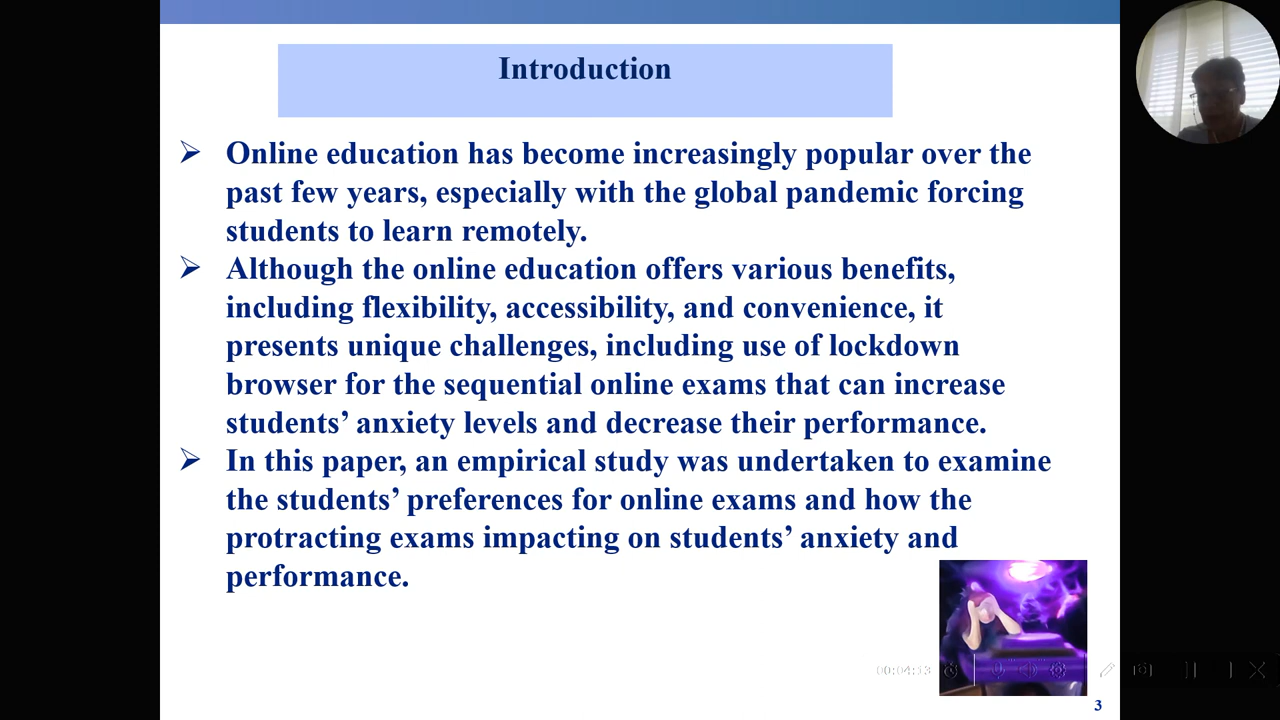 Introduction
Online education has become increasingly popular over the
past few years, especially with the global pandemic forcing
students to learn remotely.
Although the online education offers various benefits,
including flexibility, accessibility, and convenience, it
presents unique challenges, including use of lockdown
browser for the sequential online exams that can increase
students’ anxiety levels and decrease their performance.
In this paper, an empirical study was undertaken to examine
the students’ preferences for online exams and how the
protracting exams impacting on students’ anxiety and
performance.
00:04:13
3